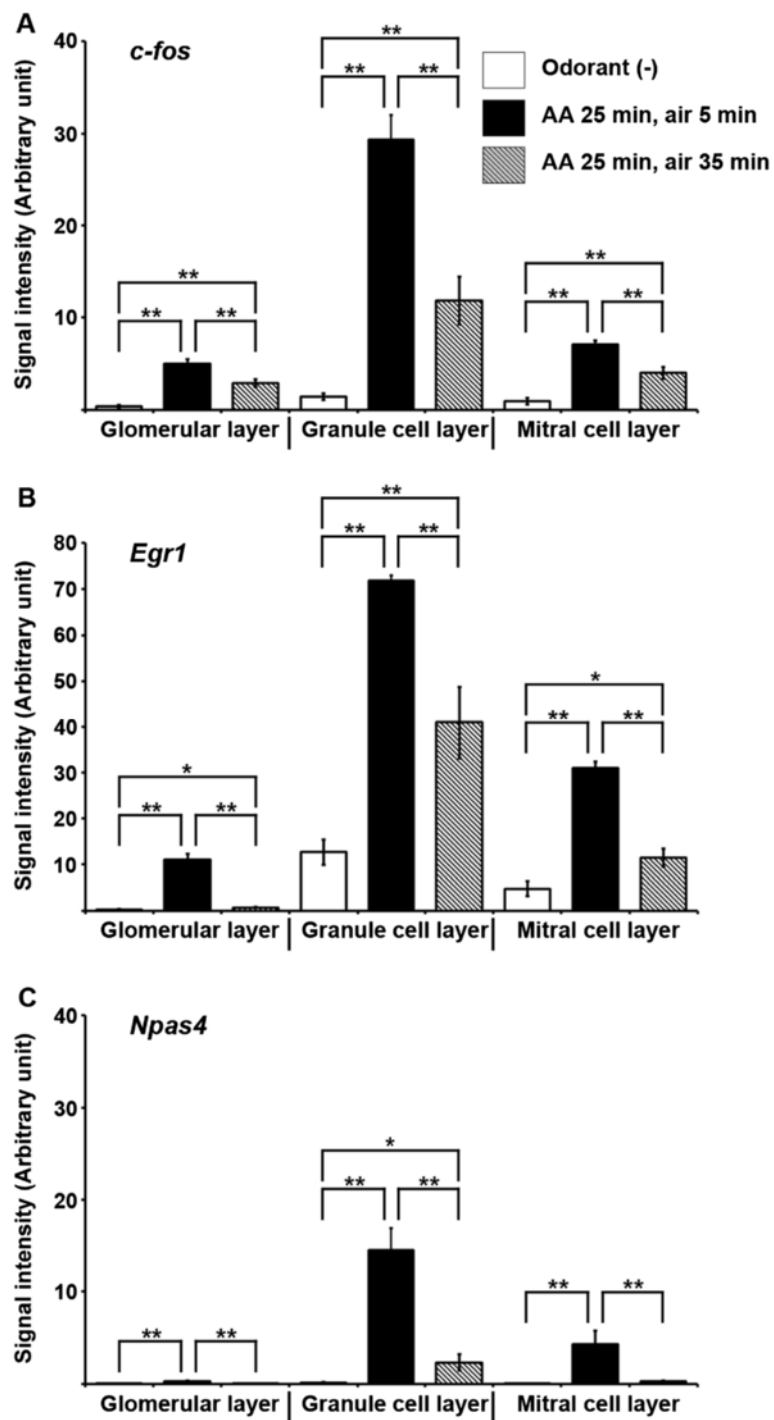 A
c-fos
Signal intensity (Arbitrary unit)
40
30
20
10
Odorant (-)
AA 25 min, air 5 min
AA 25 min, air 35 min
**
**
**
**
**
**
**
**
**
Glomerular layer | Granule cell layer | Mitral cell layer
B
Egr1
Signal intensity (Arbitrary unit)
80
70
60
50
40
30
20
10
**
**
**
*
**
**
*
**
**
Glomerular layer | Granule cell layer | Mitral cell layer
C
Npas4
Signal intensity (Arbitrary unit)
40
30
20
10
*
**
**
**
**
**
**
Glomerular layer | Granule cell layer | Mitral cell layer